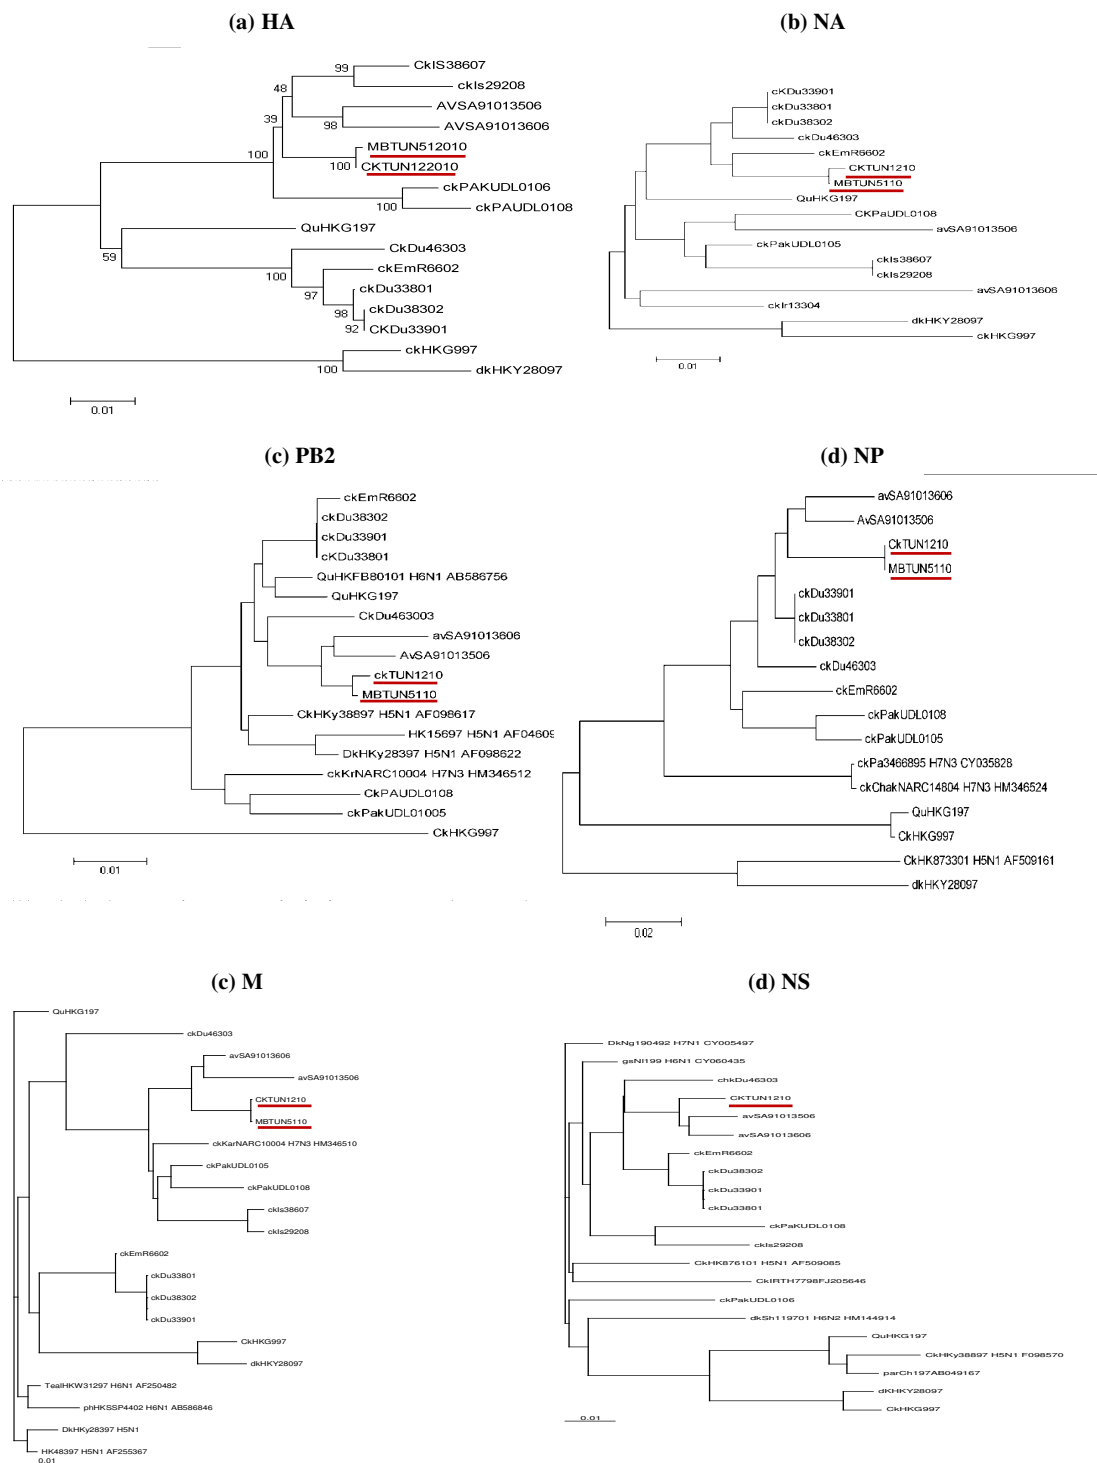 (a) HA
99
CkIS38607
ckIs29208
48
AVSA91013506
98
AVSA91013606
39
MBTUN512010
100
CKTUN122010
100
ckPAKUDL0106
100
ckPAUDL0108
QuHKG197
59
CkDu46303
100
ckEmR6602
97
ckDu33801
98
ckDu38302
92
CKDu33901
ckHKG997
100
dkHKY28097
0.01
(b) NA
cKDu33901
ckDu33801
ckDu38302
ckDu46303
ckEmR6602
CKTUN1210
MBTUN5110
QuHKG197
CKPaUDL0108
avSA91013506
ckPakUDL0105
ckIs38607
ckIs29208
avSA91013606
ckIr13304
dkHKY28097
ckHKG997
0.01
(c) PB2
ckEmR6602
ckDu38302
ckDu33901
cKDu33801
QuHKFB80101 H6N1 AB586756
QuHKG197
CkDu463003
avSA91013606
AvSA91013506
ckTUN1210
MBTUN5110
CkHKy38897 H5N1 AF098617
HK15697 H5N1 AF04609
DkHKy28397 H5N1 AF098622
ckKrNARC10004 H7N3 HM346512
CkPAUDL0108
ckPakUDL01005
CkHKG997
0.01
(d) NP
avSA91013606
AvSA91013506
CkTUN1210
MBTUN5110
ckDu33901
ckDu33801
ckDu38302
ckDu46303
ckEmR6602
ckPakUDL0108
ckPakUDL0105
ckPa3466895 H7N3 CY035828
ckChakNARC14804 H7N3 HM346524
QuHKG197
CkHKG997
CkHK873301 H5N1 AF509161
dkHKY28097
0.02
(c) M
QuHKG197
ckDu46303
avSA91013606
avSA91013506
CKTUN1210
MBTUN5110
ckKarNARC10004 H7N3 HM346510
ckPakUDL0105
ckPakUDL0108
ckIs38607
ckIs29208
ckEmR6602
ckDu33801
ckDu38302
ckDu33901
CkHKG997
dkHKY28097
TealHKW31297 H6N1 AF250482
phHKSSP4402 H6N1 AB586846
DkHKy28397 H5N1
HK48397 H5N1 AF255367
0.01
(d) NS
DkNg190492 H7N1 CY005497
gsNl199 H6N1 CY060435
chkDu46303
CKTUN1210
avSA91013506
avSA91013606
ckEmR6602
ckDu38302
ckDu33901
ckDu33801
ckPaKUDL0108
ckIs29208
CkHK876101 H5N1 AF509085
CkIRTH7798FJ205646
ckPakUDL0106
dkSh119701 H6N2 HM144914
QuHKG197
CkHKy38897 H5N1 F098570
parCh197AB049167
dKHKY28097
CkHKG997
0.01